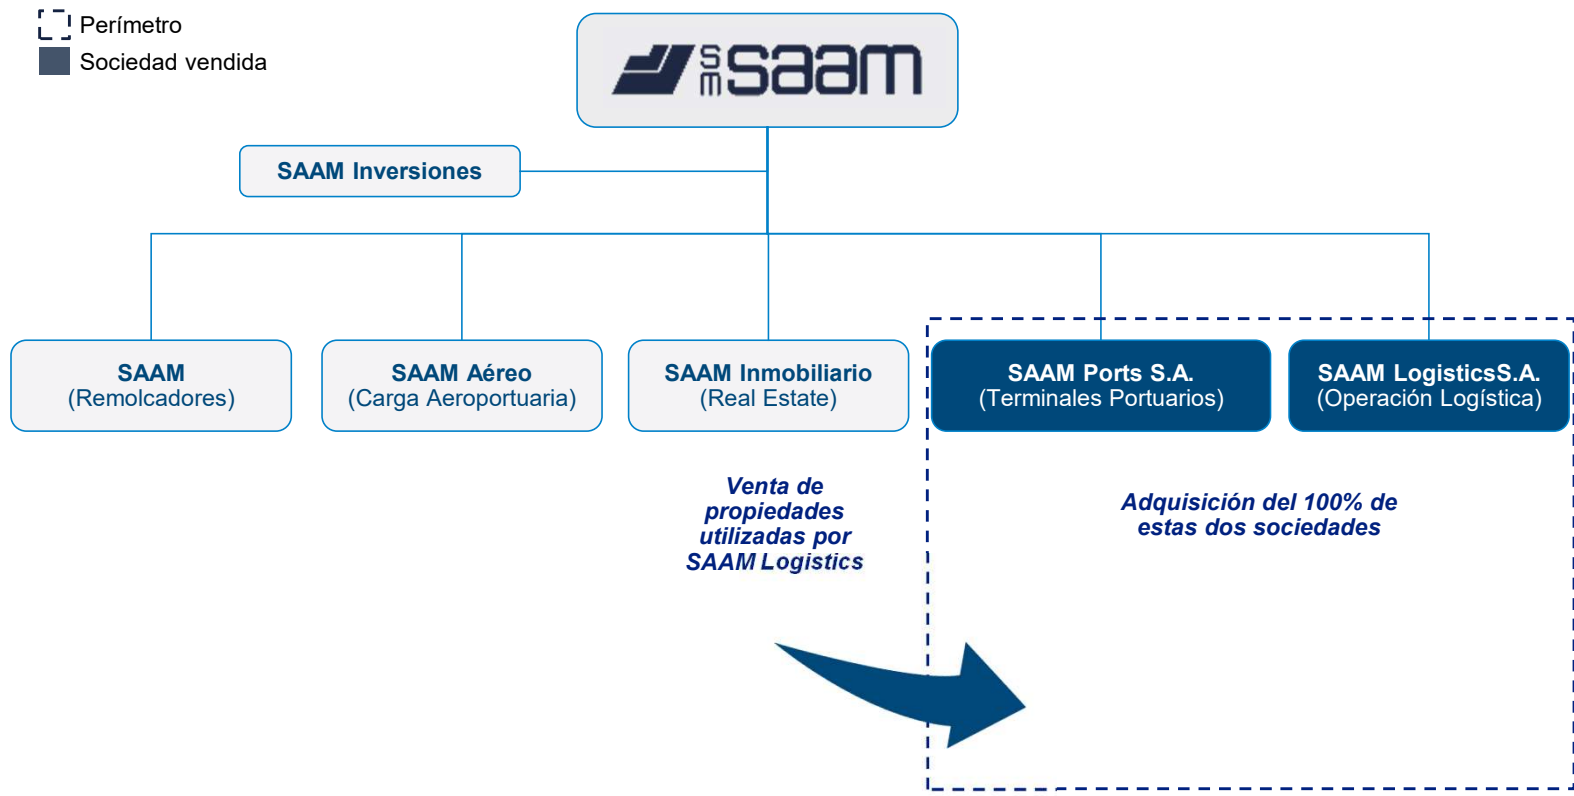 Perímetro
Sociedad vendida
SM saam
SAAM Inversiones
SAAM
(Remolcadores)
SAAM Aéreo
(Carga Aeroportuaria)
SAAM Inmobiliario
(Real Estate)
SAAM Ports S.A.
(Terminales Portuarios)
SAAM LogisticsS.A.
(Operación Logística)
Venta de
propiedades
utilizadas por
SAAM Logistics
Adquisición del 100% de
estas dos sociedades